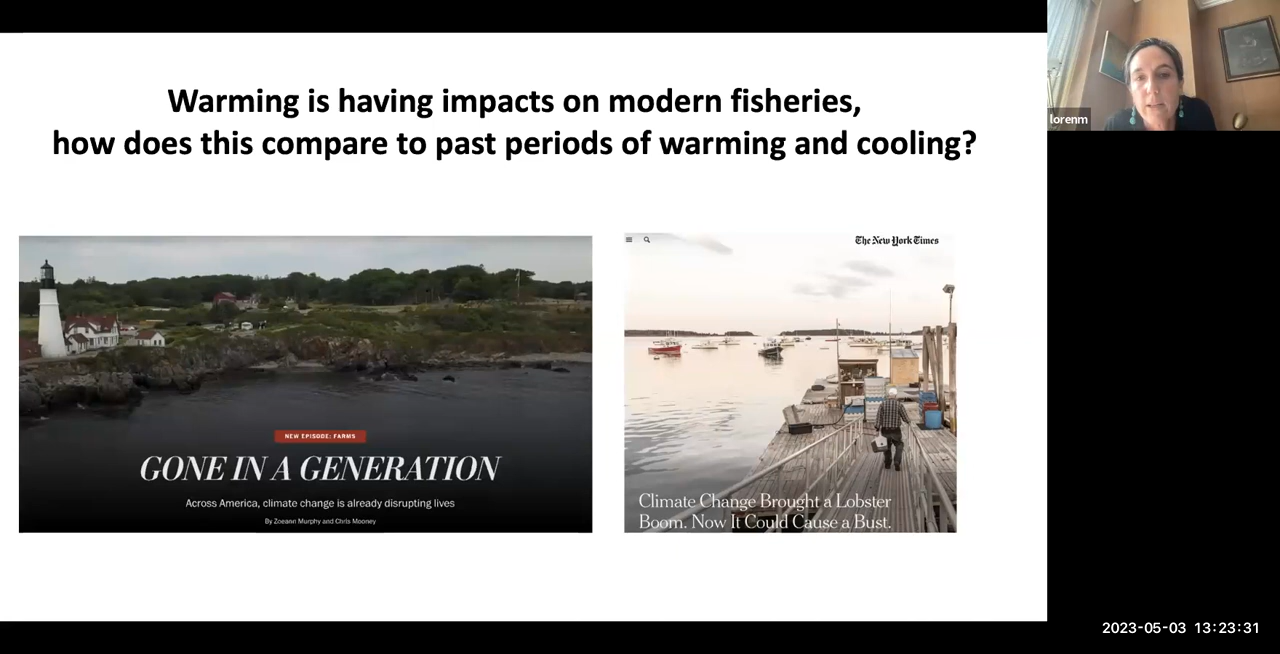 Warming is having impacts on modern fisheries,
how does this compare to past periods of warming and cooling?
lorenm
The New York Times
NEW EPISODE: FARMS
GONE IN A GENERATION
Across America, climate change is already disrupting lives
By Zoeann Murphy and Chris Mooney
Climate Change Brought a Lobster
Boom. Now It Could Cause a Bust.
2023-05-03 13:23:31